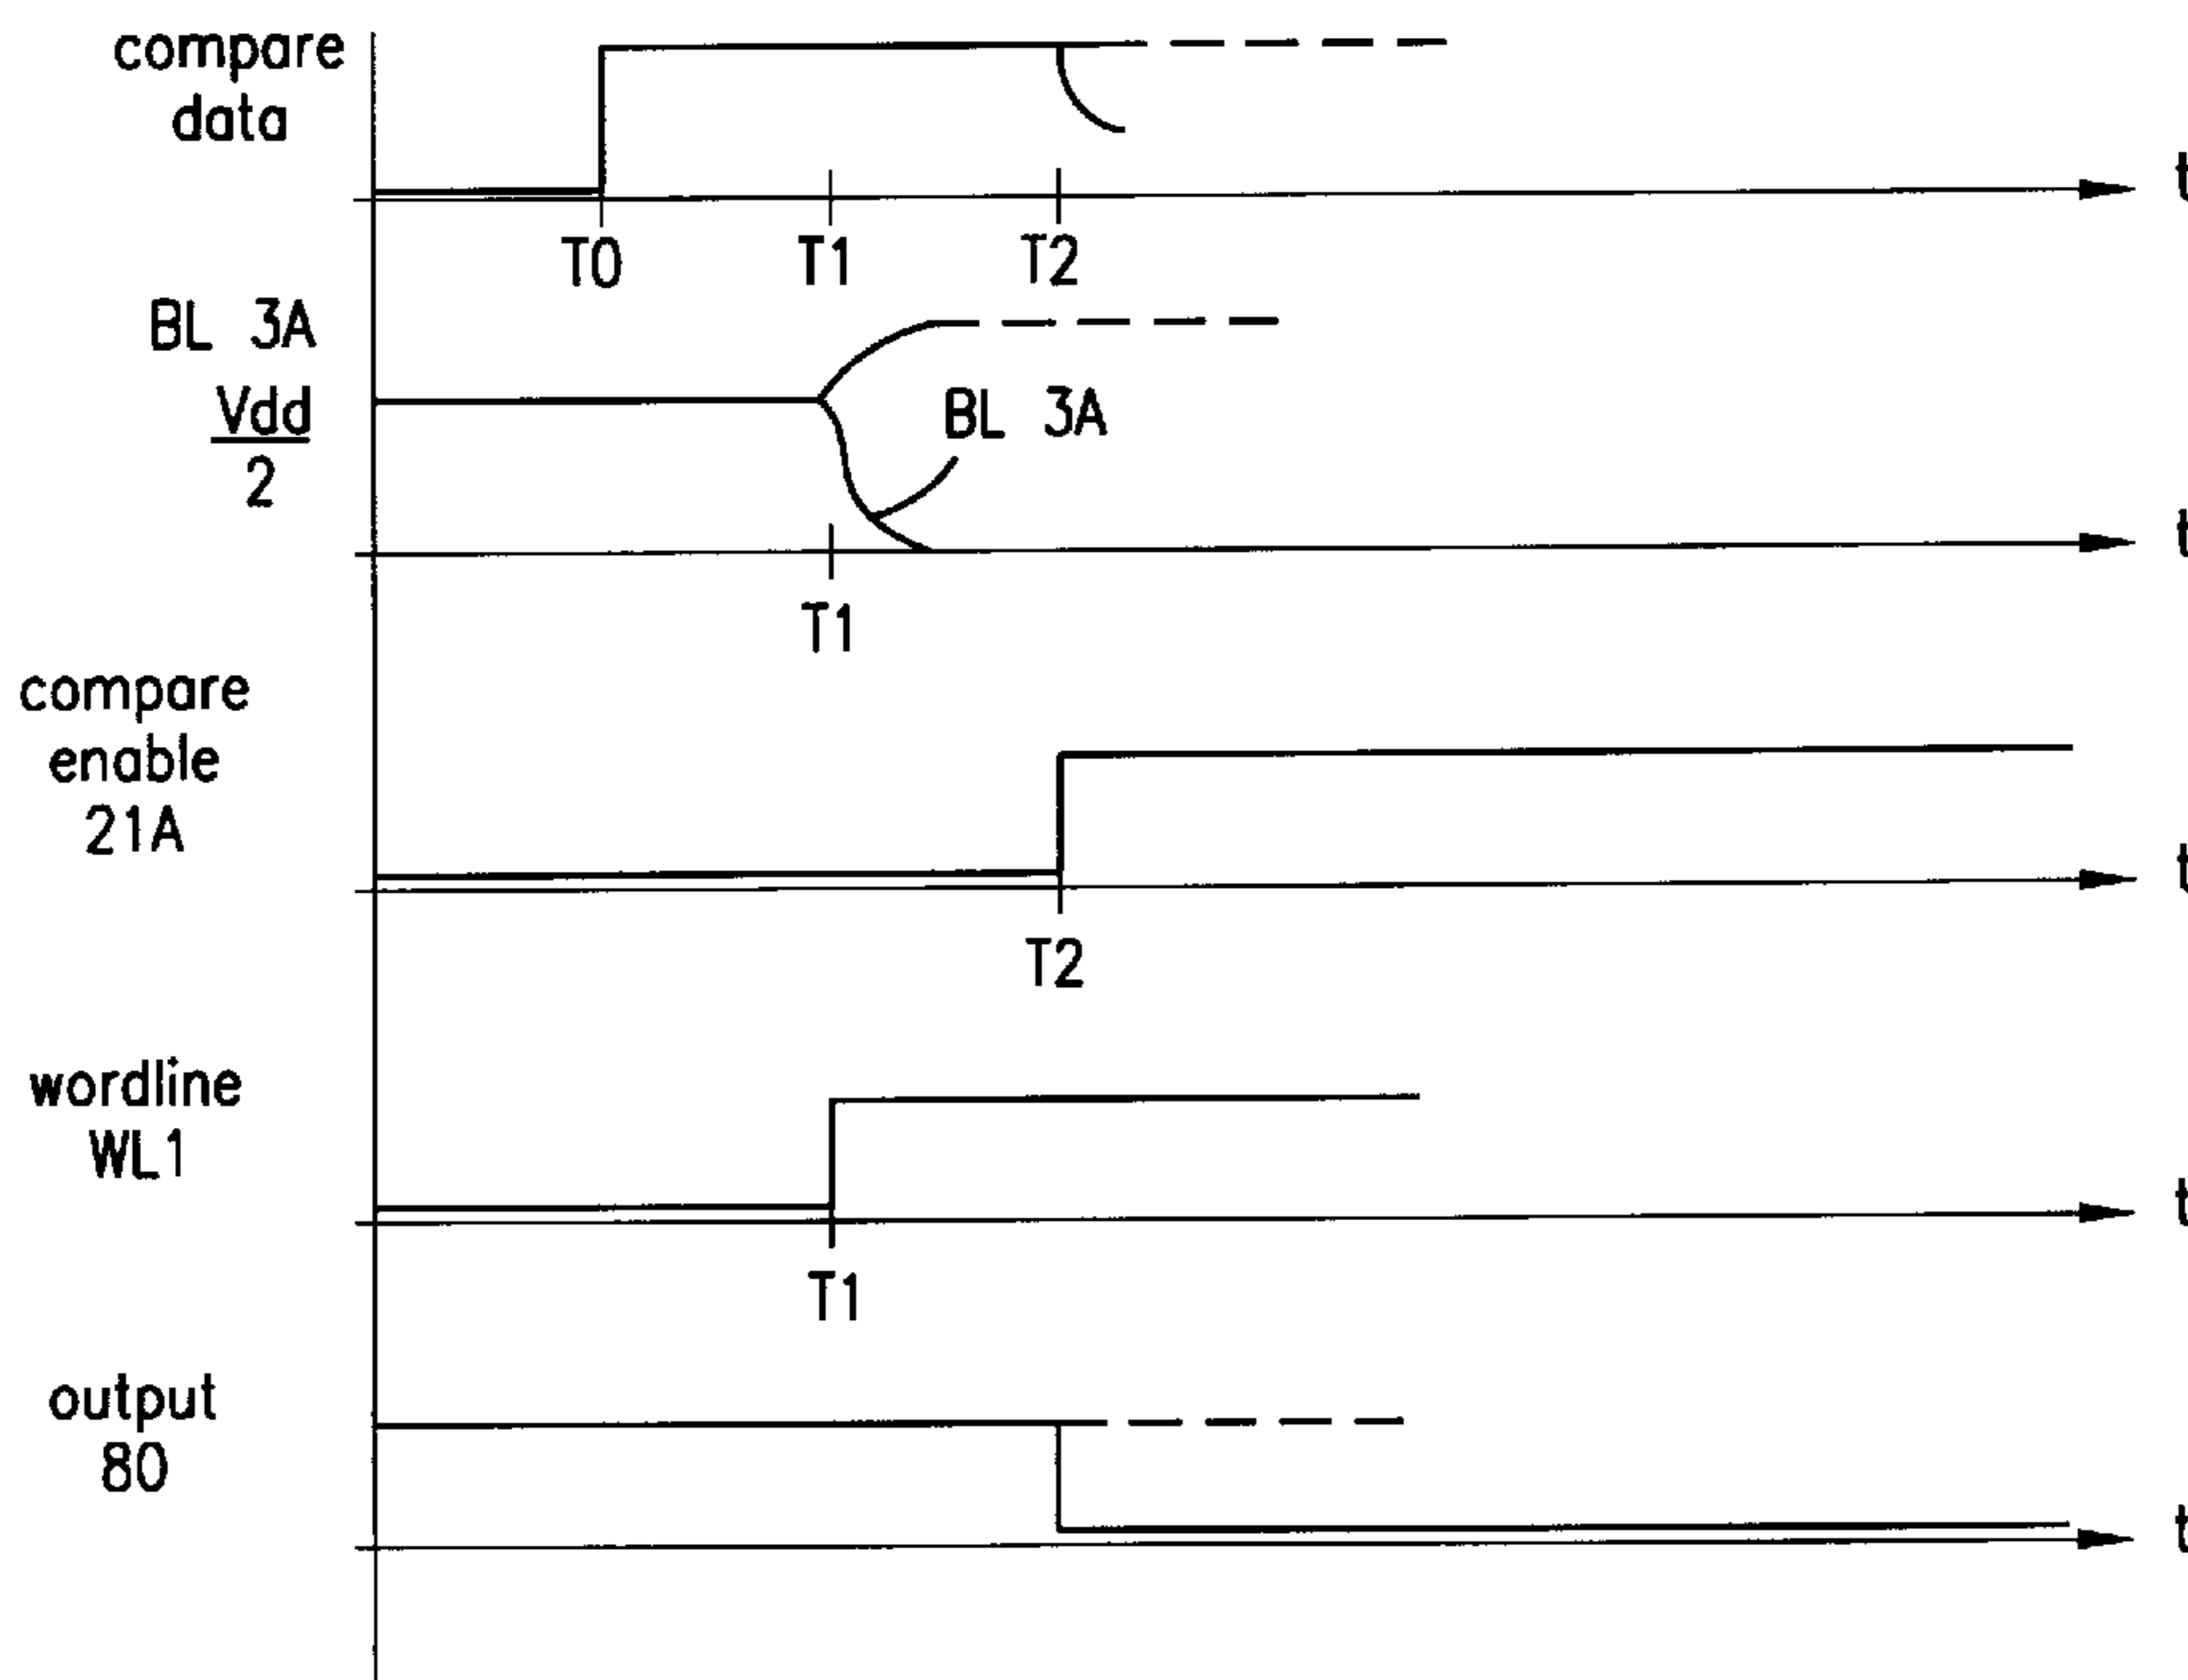 compare
data
t
T0 T1 T2
BL 3A
Vdd
2
BL 3A
t
T1
compare
enable
21A
t
T2
wordline
WL1
t
T1
output
80
t